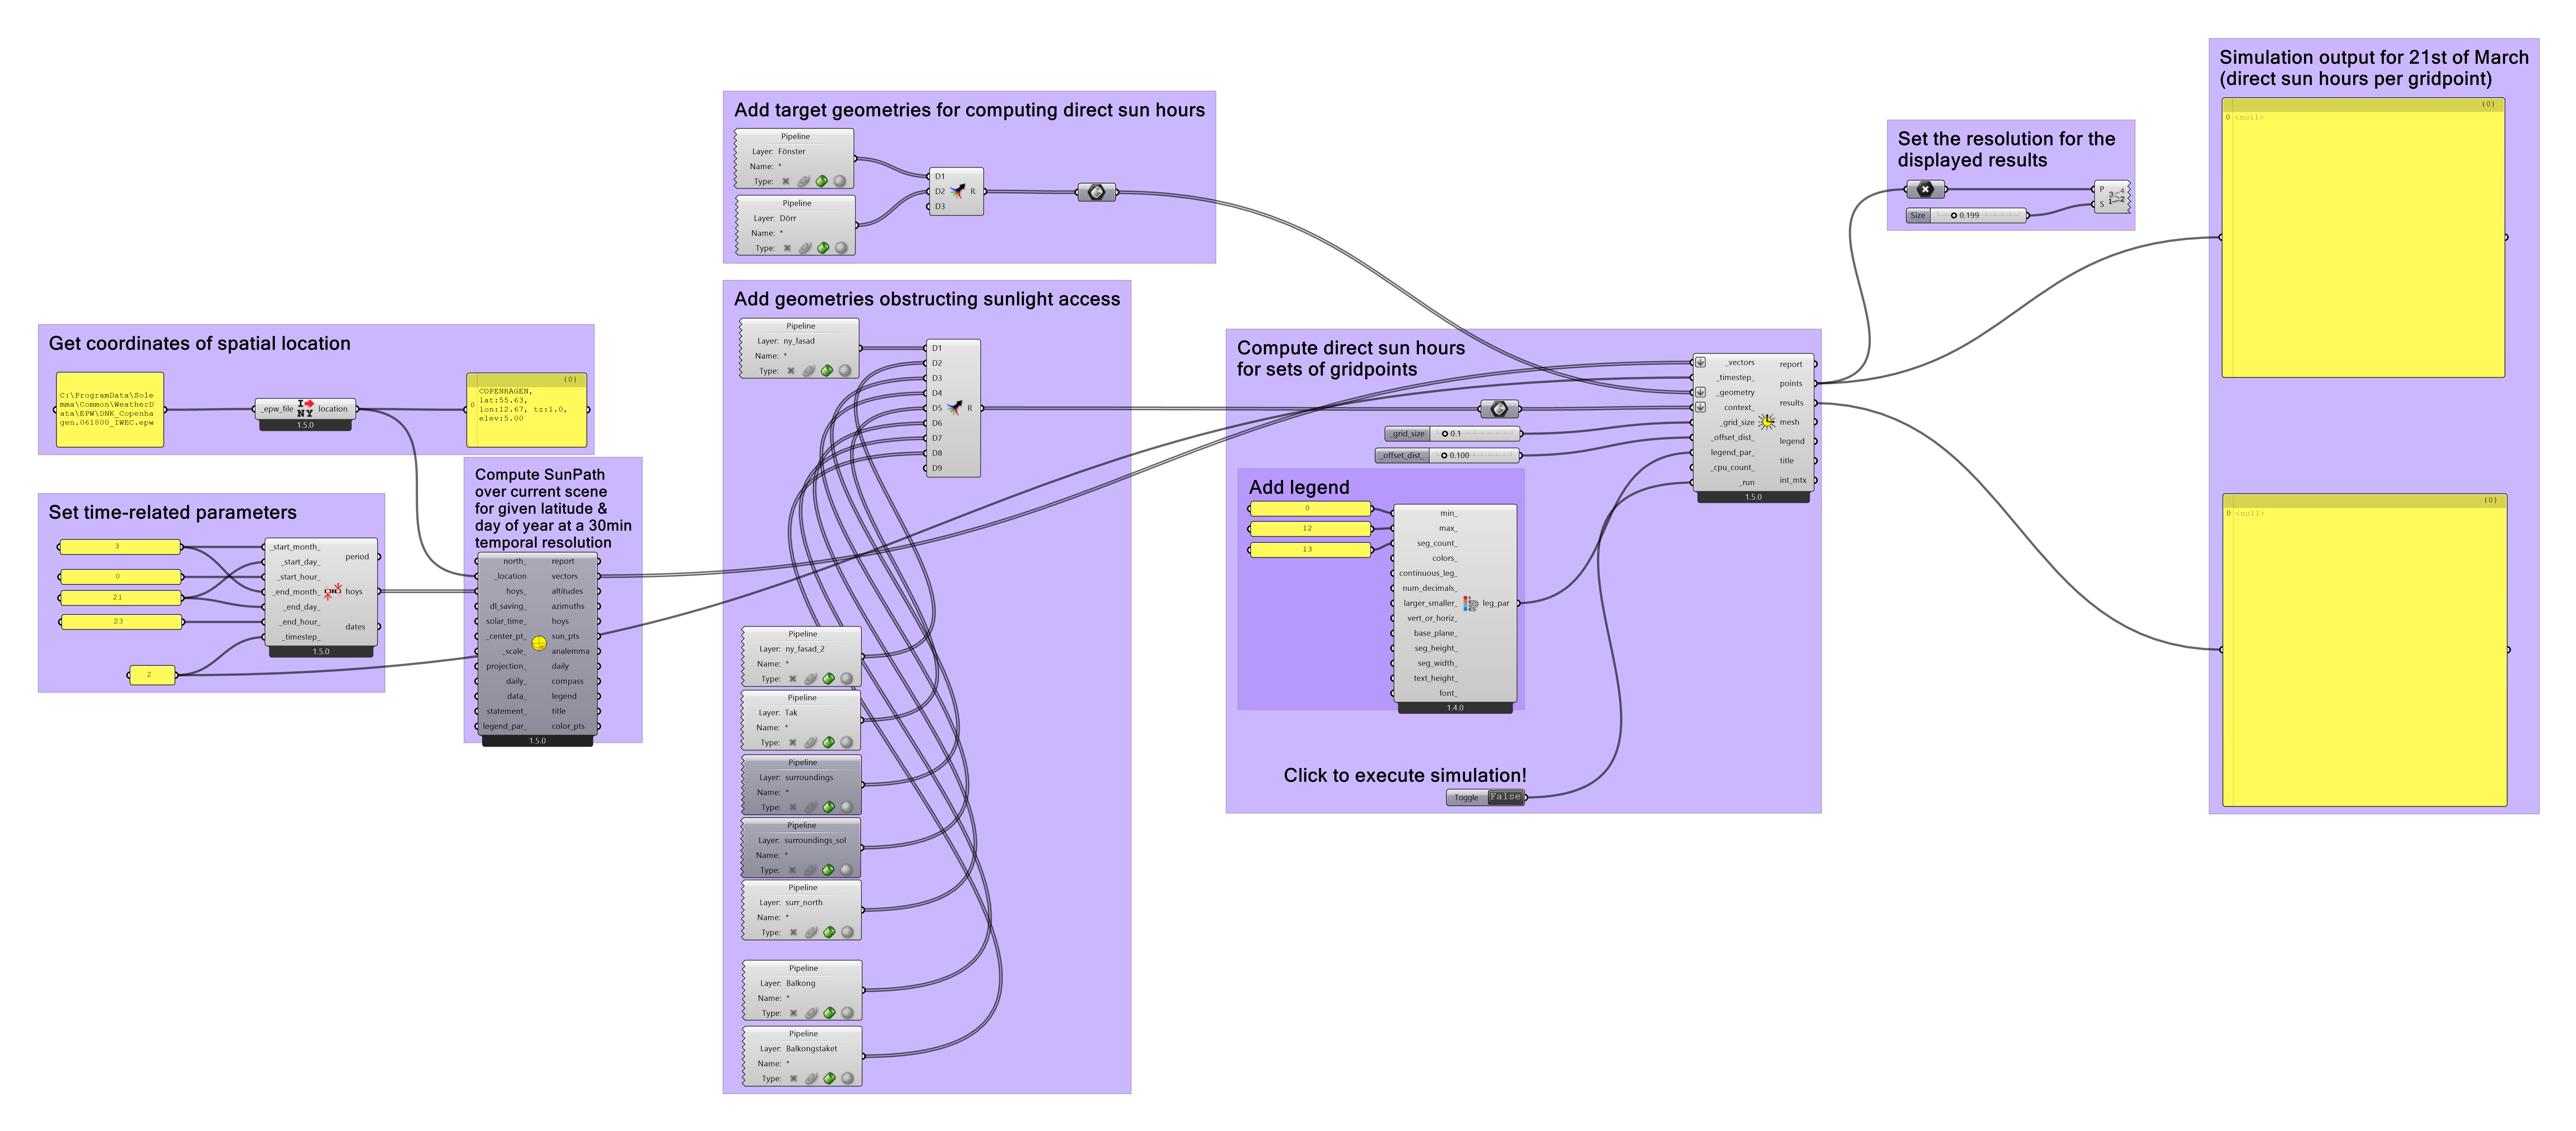 Simulation output for 21st of March
(direct sun hours per gridpoint)
{0}
0 <null>
{0}
0 <null>
Set the resolution for the
displayed results
P
S
3 4
1 2
Size 0.199
Add target geometries for computing direct sun hours
Pipeline
Layer: Fönster
Name: *
Type:
Pipeline
Layer: Dörr
Name: *
Type:
D1
D2
D3
R
Add geometries obstructing sunlight access
Pipeline
Layer: ny_fasad
Name: *
Type:
D1
D2
D3
D4
D5
D6
D7
D8
D9
R
Pipeline
Layer: ny_fasad_2
Name: *
Type:
Pipeline
Layer: Tak
Name: *
Type:
Pipeline
Layer: surroundings
Name: *
Type:
Pipeline
Layer: surroundings_sol
Name: *
Type:
Pipeline
Layer: surr_north
Name: *
Type:
Pipeline
Layer: Balkong
Name: *
Type:
Pipeline
Layer: Balkongstaket
Name: *
Type:
Get coordinates of spatial location
C:\ProgramData\Sole
mma\Common\WeatherD
ata\EPW\DNK_Copenha
gen.061800_IWEC.epw
_epw_file I NY location
1.5.0
{0}
0 COPENHAGEN,
lat:55.63,
lon:12.67, tz:1.0,
elev:5.00
Set time-related parameters
3
0
21
23
2
_start_month_
_start_day_
_start_hour_
_end_month_
_end_day_
_end_hour_
_timestep_
period
hoys
dates
1.5.0
Compute SunPath
over current scene
for given latitude &
day of year at a 30min
temporal resolution
north_ report
_location vectors
hoys_ altitudes
dl_saving_ azimuths
solar_time_ hoys
_center_pt_ sun_pts
_scale_ analemma
projection_ daily
daily_ compass
data_ legend
statement_ title
legend_par_ color_pts
1.5.0
Compute direct sun hours
for sets of gridpoints
_grid_size 0.1
_offset_dist_ 0.100
_vectors
_timestep_
_geometry
context_
_grid_size
_offset_dist_
legend_par_
_cpu_count_
_run
report
points
results
mesh
legend
title
int_mtx
1.5.0
Add legend
0
12
13
min_
max_
seg_count_
colors_
continuous_leg_
num_decimals_
larger_smaller_
vert_or_horiz_
base_plane_
seg_height_
seg_width_
text_height_
font_
leg_par
1.4.0
Click to execute simulation!
Toggle False